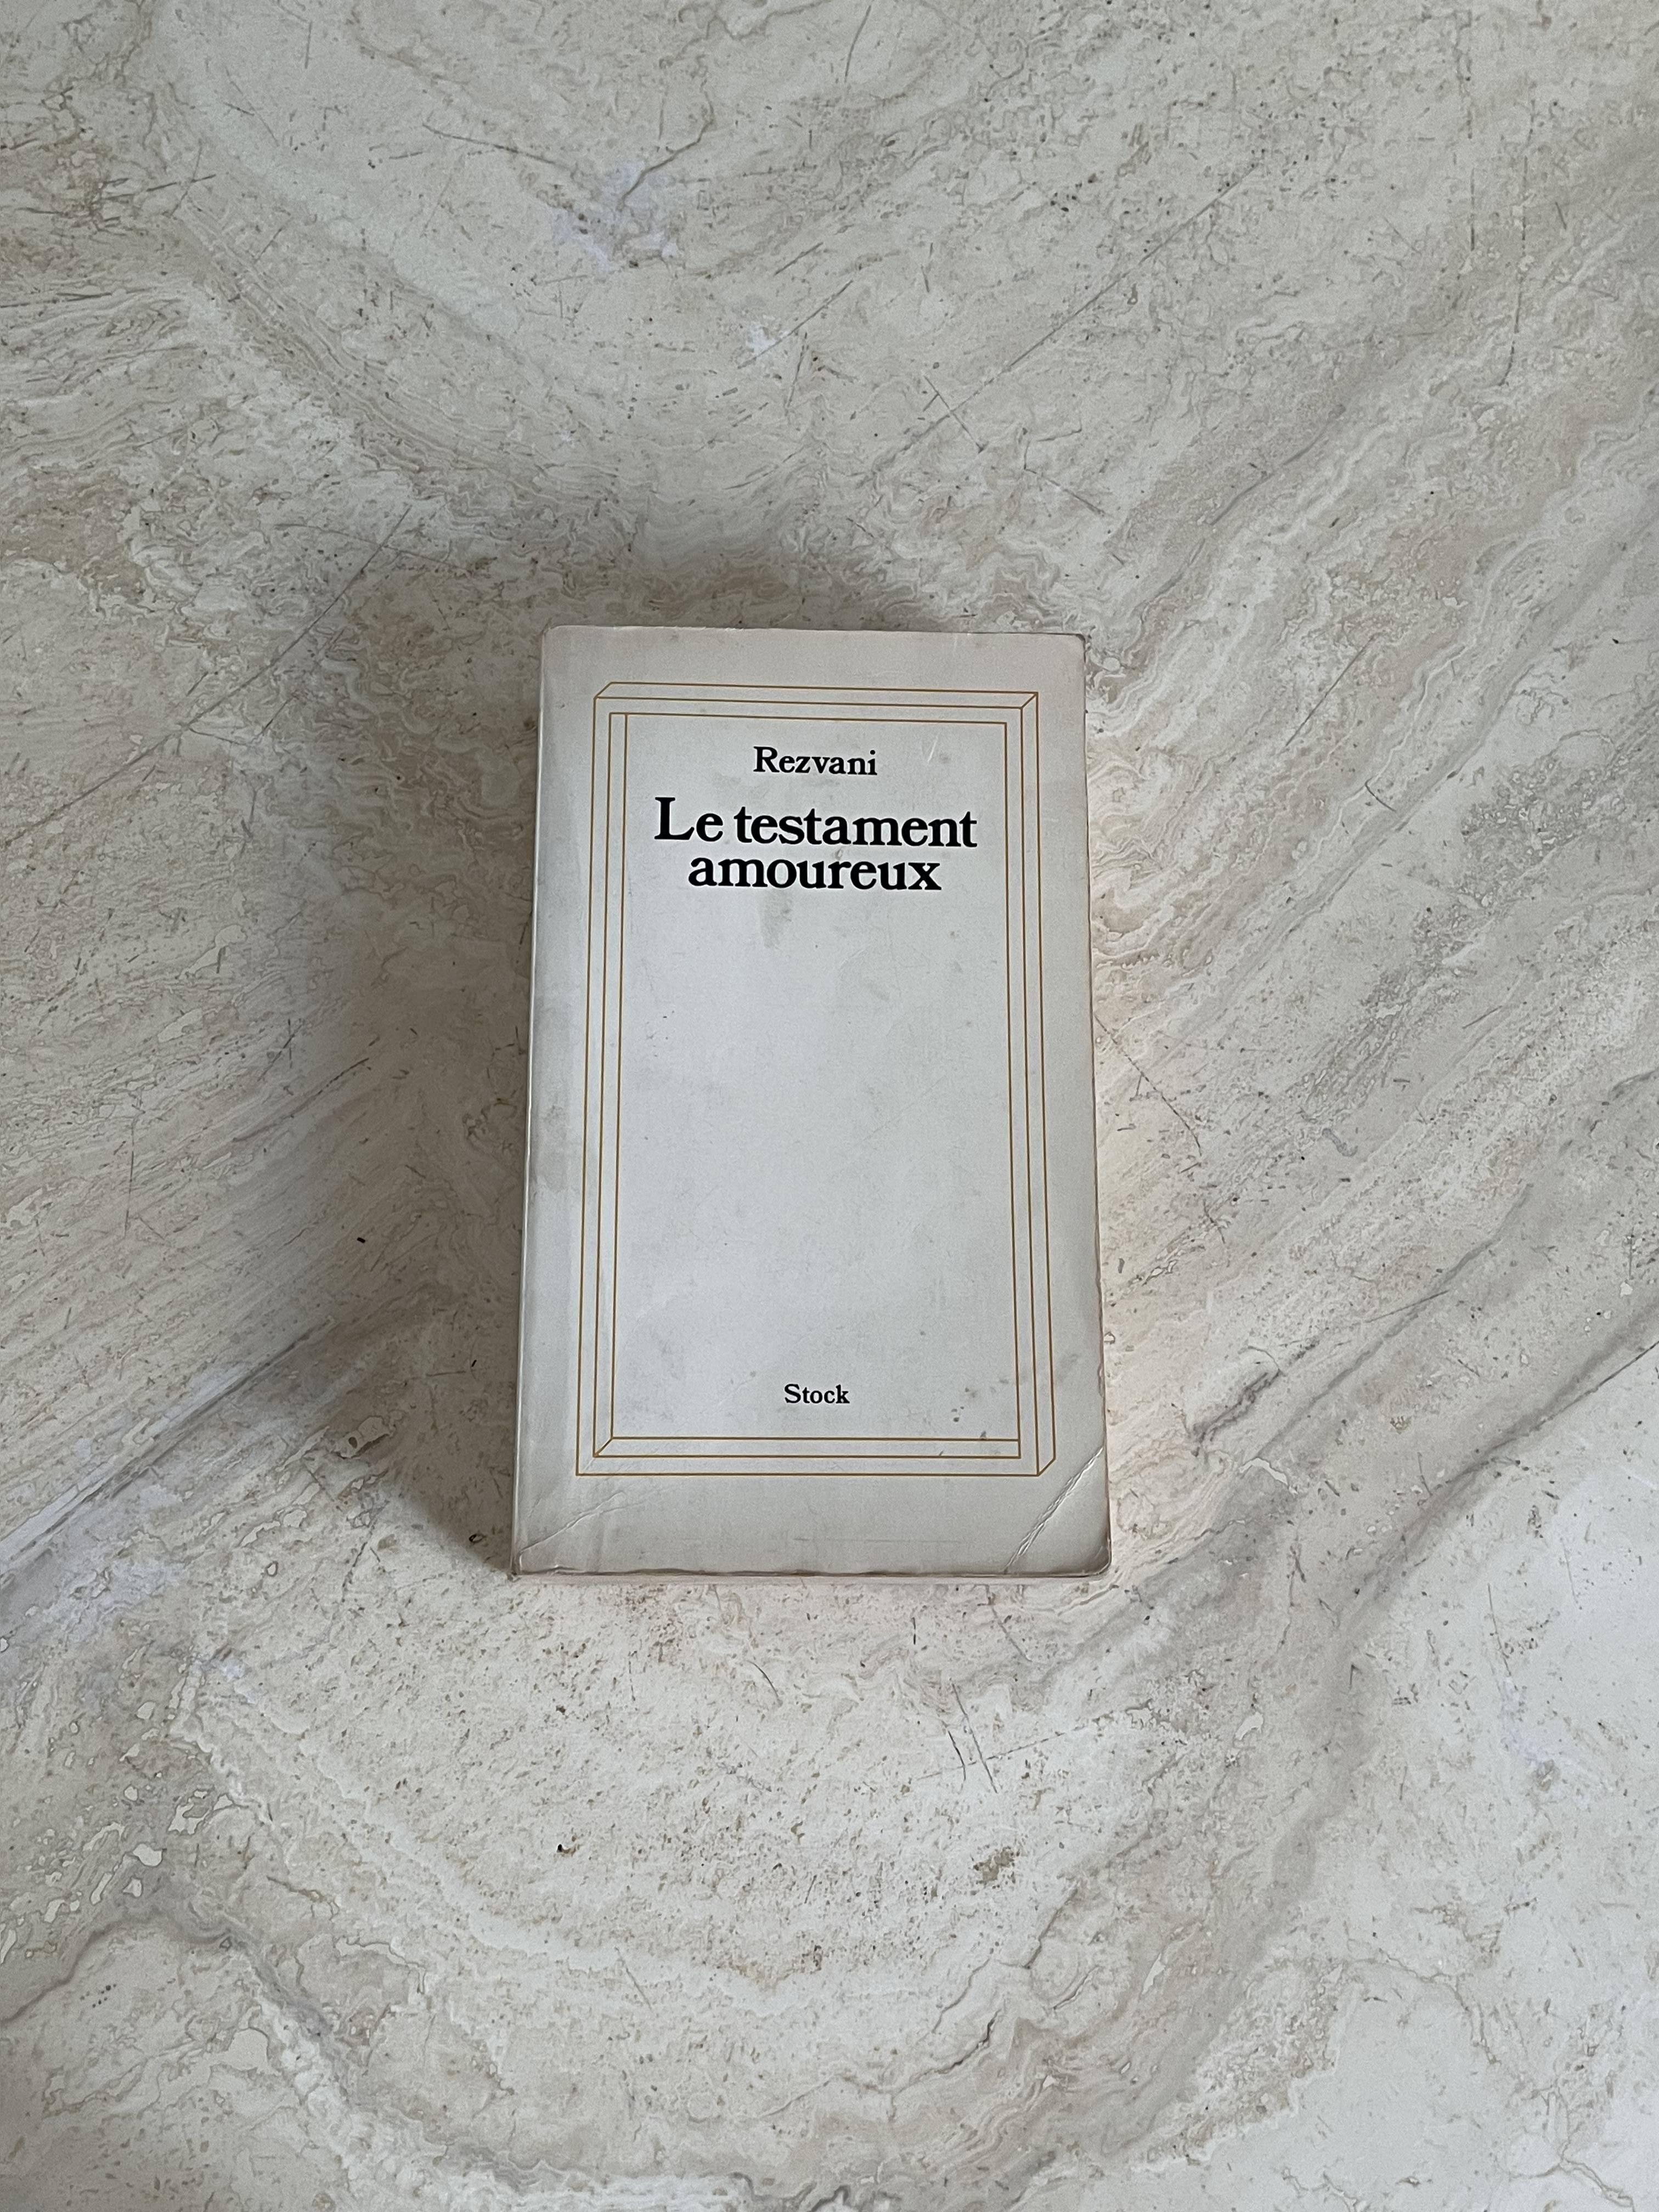 Rezvani
Le testament
amoureux
Stock